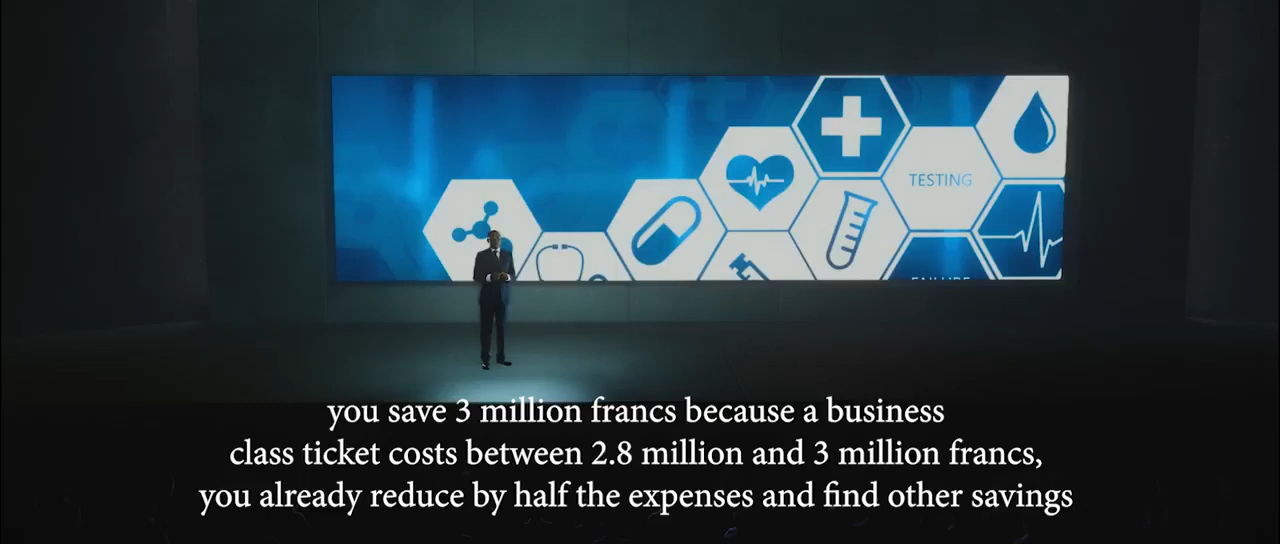 TESTING
FAILURE
you save 3 million francs because a business
class ticket costs between 2.8 million and 3 million francs,
you already reduce by half the expenses and find other savings